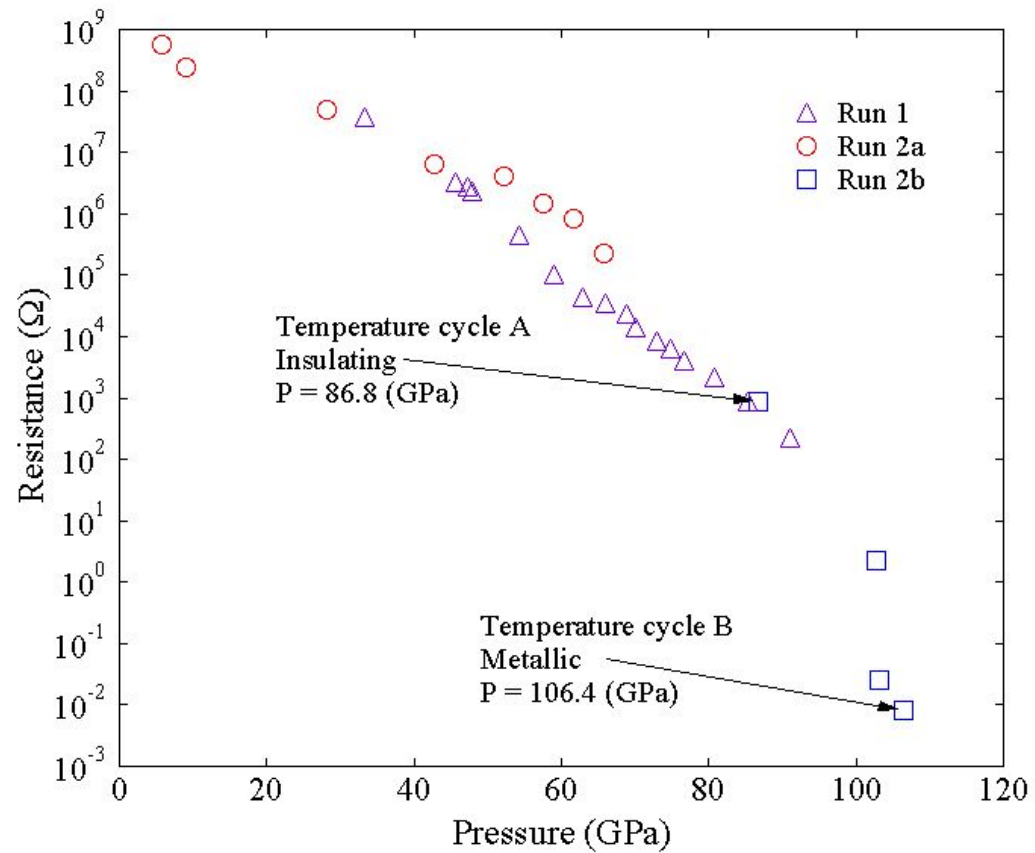 10⁹
10⁸
10⁷
10⁶
10⁵
10⁴
10³
10²
10¹
10⁰
10⁻¹
10⁻²
10⁻³
Resistance (Ω)
Run 1
Run 2a
Run 2b
Temperature cycle A
Insulating
P = 86.8 (GPa)
Temperature cycle B
Metallic
P = 106.4 (GPa)
0 20 40 60 80 100 120
Pressure (GPa)